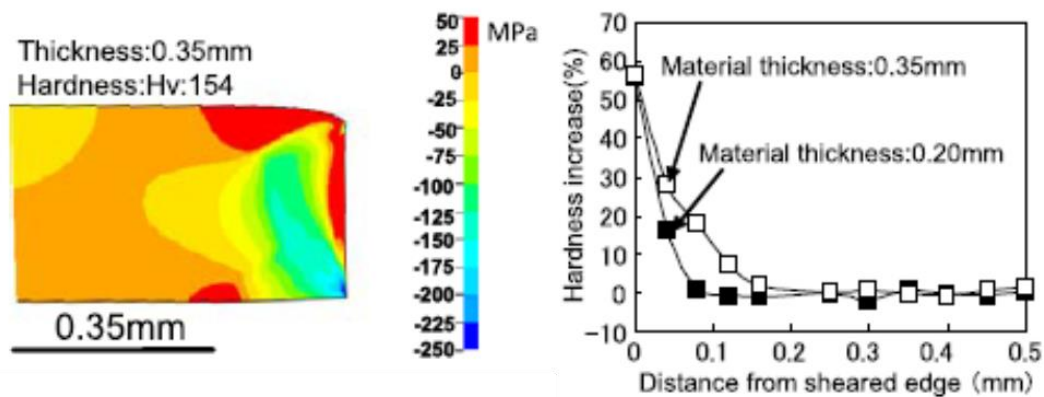 Thickness:0.35mm
Hardness:Hv:154
0.35mm
MPa
50
25
0
-25
-50
-75
-100
-125
-150
-175
-200
-225
-250
Hardness increase(%)
70
60
50
40
30
20
10
0
−10
Material thickness:0.35mm
Material thickness:0.20mm
0 0.1 0.2 0.3 0.4 0.5
Distance from sheared edge (mm)